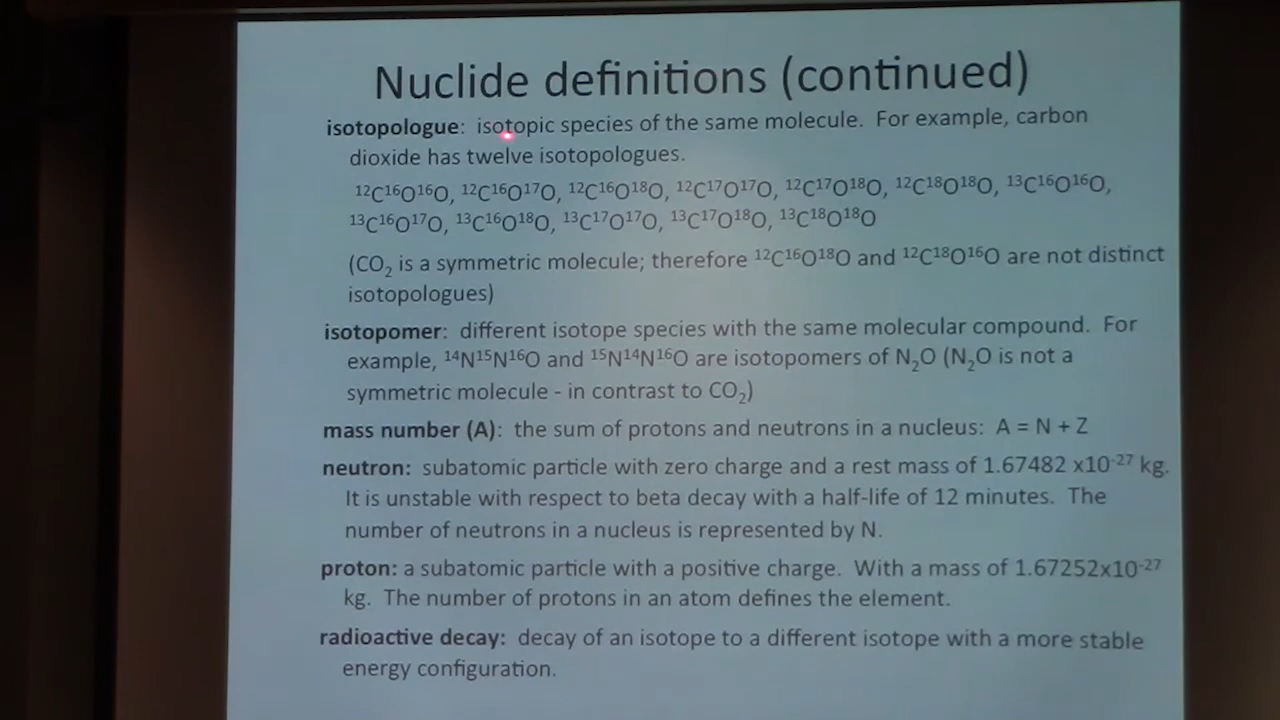 Nuclide definitions (continued)
isotopologue: isotopic species of the same molecule. For example, carbon
dioxide has twelve isotopologues.
¹²C¹⁶O¹⁶O, ¹²C¹⁶O¹⁷O, ¹²C¹⁶O¹⁸O, ¹²C¹⁷O¹⁷O, ¹²C¹⁷O¹⁸O, ¹²C¹⁸O¹⁸O, ¹³C¹⁶O¹⁶O,
¹³C¹⁶O¹⁷O, ¹³C¹⁶O¹⁸O, ¹³C¹⁷O¹⁷O, ¹³C¹⁷O¹⁸O, ¹³C¹⁸O¹⁸O
(CO₂ is a symmetric molecule; therefore ¹²C¹⁶O¹⁸O and ¹²C¹⁸O¹⁶O are not distinct
isotopologues)
isotopomer: different isotope species with the same molecular compound. For
example, ¹⁴N¹⁵N¹⁶O and ¹⁵N¹⁴N¹⁶O are isotopomers of N₂O (N₂O is not a
symmetric molecule - in contrast to CO₂)
mass number (A): the sum of protons and neutrons in a nucleus: A = N + Z
neutron: subatomic particle with zero charge and a rest mass of 1.67482 x10⁻²⁷ kg.
It is unstable with respect to beta decay with a half-life of 12 minutes. The
number of neutrons in a nucleus is represented by N.
proton: a subatomic particle with a positive charge. With a mass of 1.67252x10⁻²⁷
kg. The number of protons in an atom defines the element.
radioactive decay: decay of an isotope to a different isotope with a more stable
energy configuration.